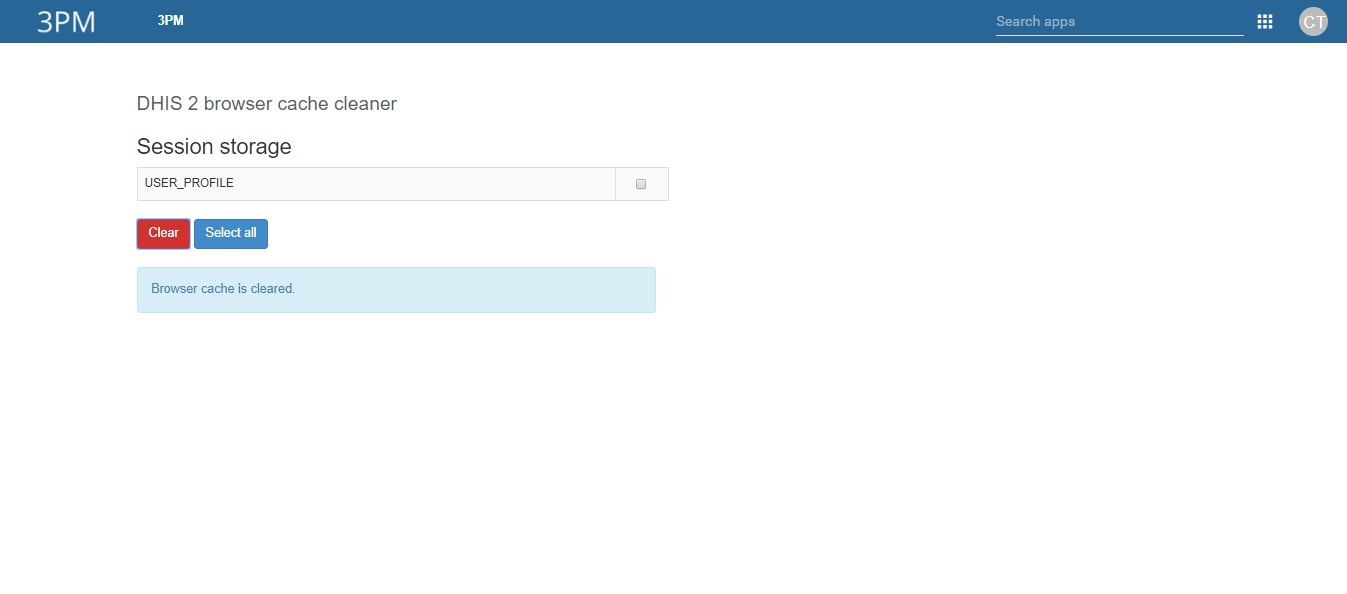 3PM
3PM
Search apps
CT
DHIS 2 browser cache cleaner
Session storage
USER_PROFILE
Clear
Select all
Browser cache is cleared.